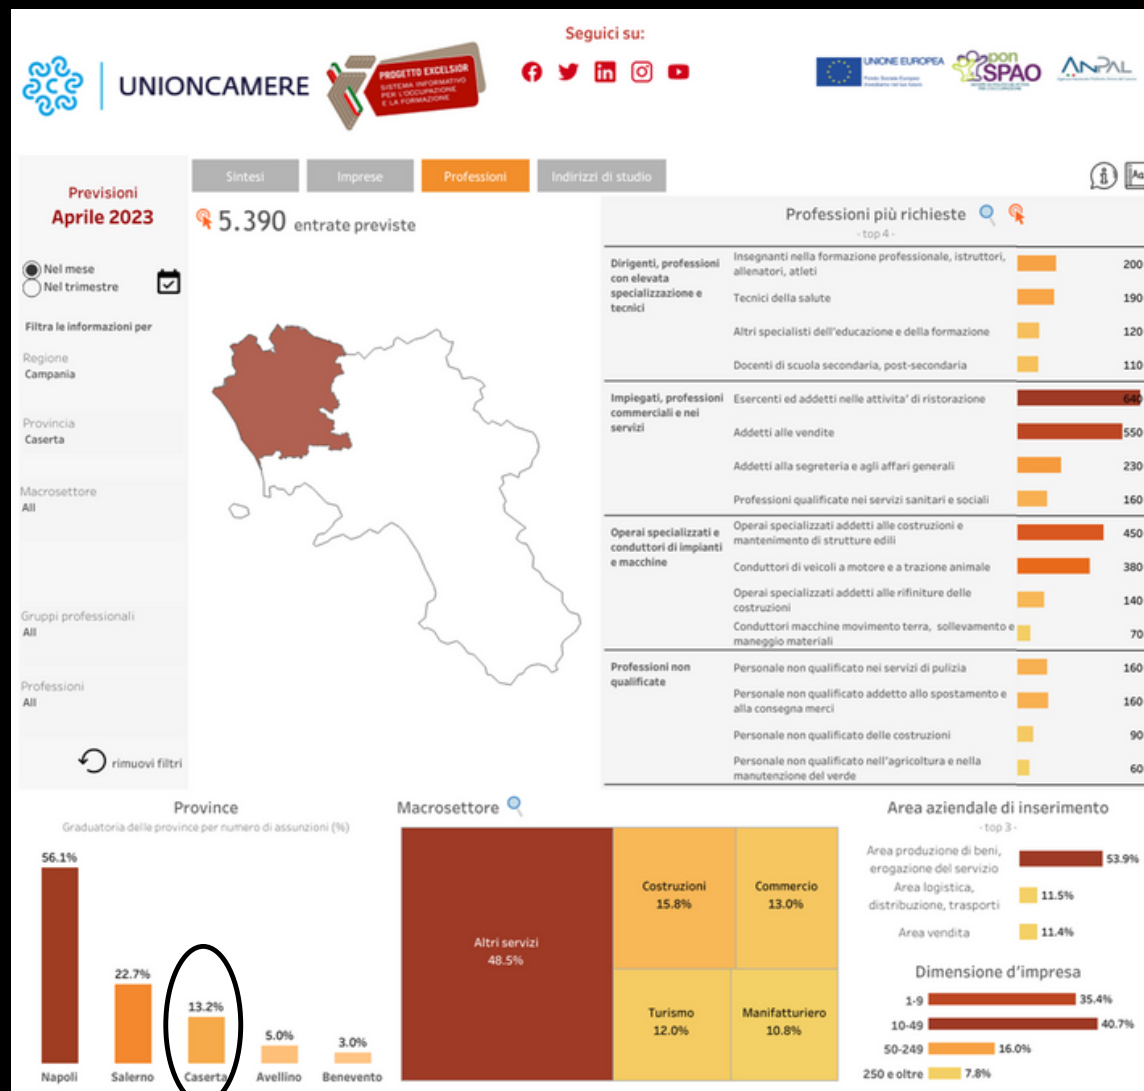 Seguici su:
UNIONCAMERE
PROGETTO EXCELSIOR
SISTEMA INFORMATIVO
PER L'OCCUPAZIONE
E LA FORMAZIONE
UNIONE EUROPEA
Fondo Sociale Europeo
pon
SPAO
ANPAL
Previsioni
Aprile 2023
Sintesi
Imprese
Professioni
Indirizzi di studio
5.390 entrate previste
Nel mese
Nel trimestre
Filtra le informazioni per
Regione
Campania
Provincia
Caserta
Macrosettore
All
Gruppi professionali
All
Professioni
All
rimuovi filtri
Professioni più richieste
- top 4 -
Dirigenti, professioni
con elevata
specializzazione e
tecnici
Insegnanti nella formazione professionale, istruttori,
allenatori, atleti
200
Tecnici della salute
190
Altri specialisti dell'educazione e della formazione
120
Docenti di scuola secondaria, post-secondaria
110
Impiegati, professioni
commerciali e nei
servizi
Esercenti ed addetti nelle attivita' di ristorazione
640
Addetti alle vendite
550
Addetti alla segreteria e agli affari generali
230
Professioni qualificate nei servizi sanitari e sociali
160
Operai specializzati e
conduttori di impianti
e macchine
Operai specializzati addetti alle costruzioni e
mantenimento di strutture edili
450
Conduttori di veicoli a motore e a trazione animale
380
Operai specializzati addetti alle rifiniture delle
costruzioni
140
Conduttori macchine movimento terra, sollevamento e
maneggio materiali
70
Professioni non
qualificate
Personale non qualificato nei servizi di pulizia
160
Personale non qualificato addetto allo spostamento e
alla consegna merci
160
Personale non qualificato delle costruzioni
90
Personale non qualificato nell'agricoltura e nella
manutenzione del verde
60
Province
Graduatoria delle province per numero di assunzioni (%)
56.1%
22.7%
13.2%
5.0%
3.0%
Napoli
Salerno
Caserta
Avellino
Benevento
Macrosettore
Altri servizi
48.5%
Costruzioni
15.8%
Commercio
13.0%
Turismo
12.0%
Manifatturiero
10.8%
Area aziendale di inserimento
- top 3 -
Area produzione di beni,
erogazione del servizio
53.9%
Area logistica,
distribuzione, trasporti
11.5%
Area vendita
11.4%
Dimensione d'impresa
1-9
35.4%
10-49
40.7%
50-249
16.0%
250 e oltre
7.8%